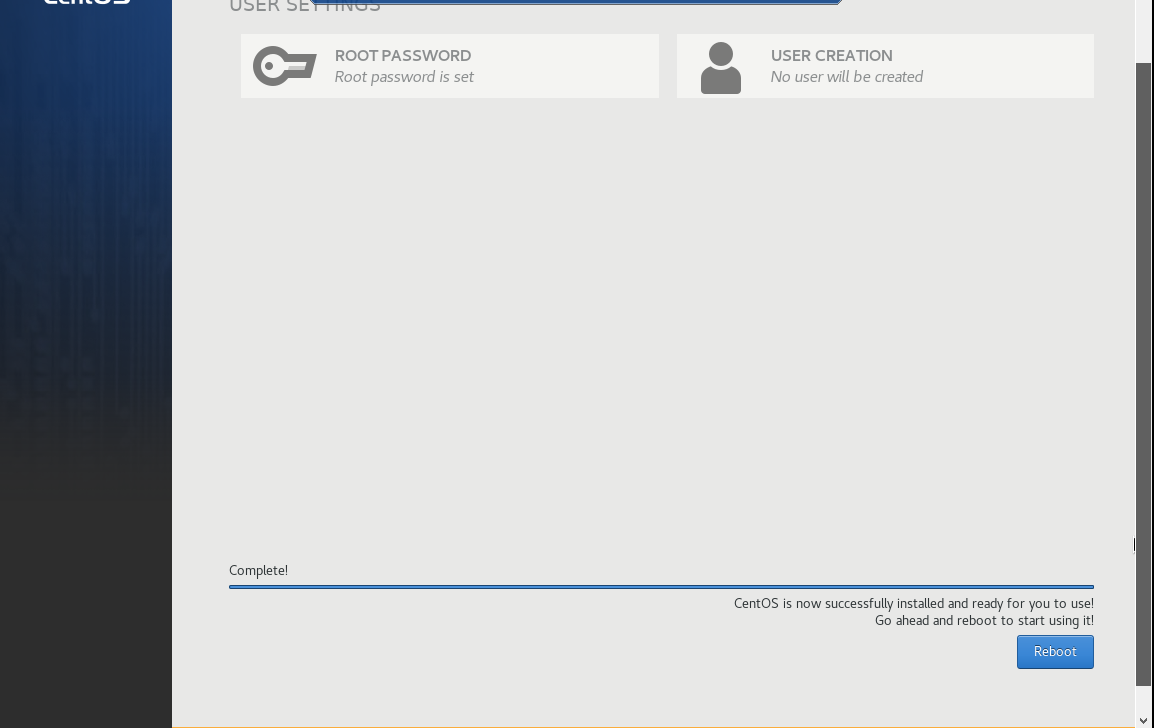 CentOS
USER SETTINGS
ROOT PASSWORD
Root password is set
USER CREATION
No user will be created
Complete!
CentOS is now successfully installed and ready for you to use!
Go ahead and reboot to start using it!
Reboot